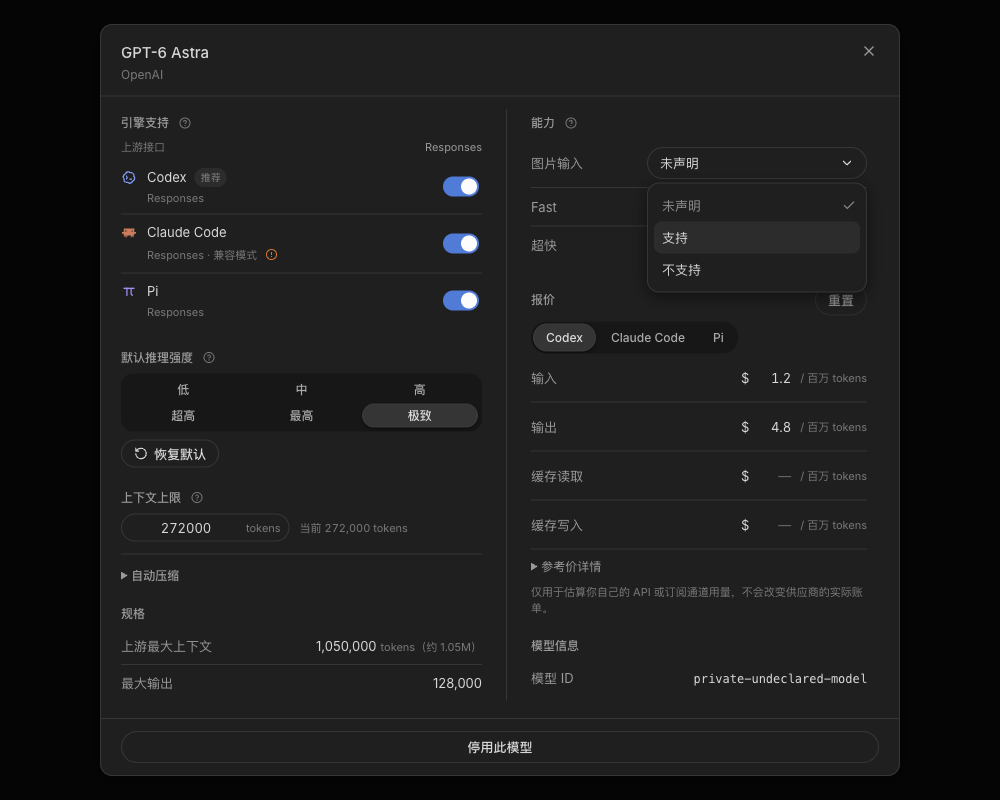 GPT-6 Astra
OpenAI
引擎支持
上游接口 Responses
Codex 推荐
Responses
Claude Code
Responses · 兼容模式
Pi
Responses
默认推理强度
低 中 高
超高 最高 极致
恢复默认
上下文上限
272000 tokens 当前 272,000 tokens
自动压缩
规格
上游最大上下文 1,050,000 tokens（约 1.05M）
最大输出 128,000
能力
图片输入 未声明
未声明
Fast
支持
超快
不支持
报价 重置
Codex Claude Code Pi
输入 $ 1.2 / 百万 tokens
输出 $ 4.8 / 百万 tokens
缓存读取 $ — / 百万 tokens
缓存写入 $ — / 百万 tokens
参考价详情
仅用于估算你自己的 API 或订阅通道用量，不会改变供应商的实际账
单。
模型信息
模型 ID private-undeclared-model
停用此模型